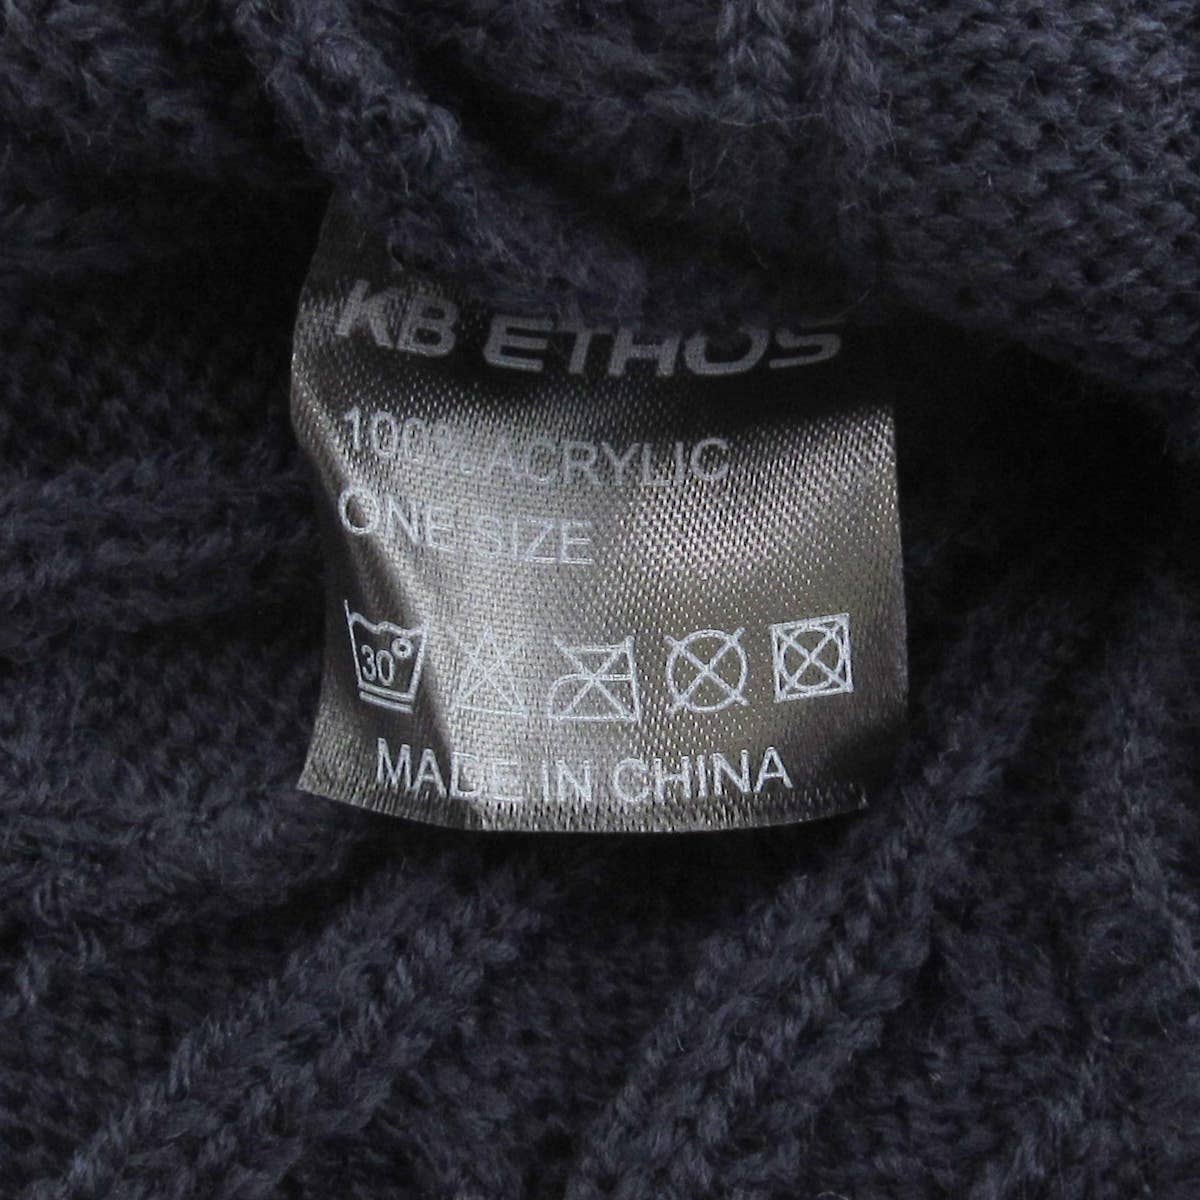 KB ETHOS
100% ACRYLIC
ONE SIZE
30°
MADE IN CHINA